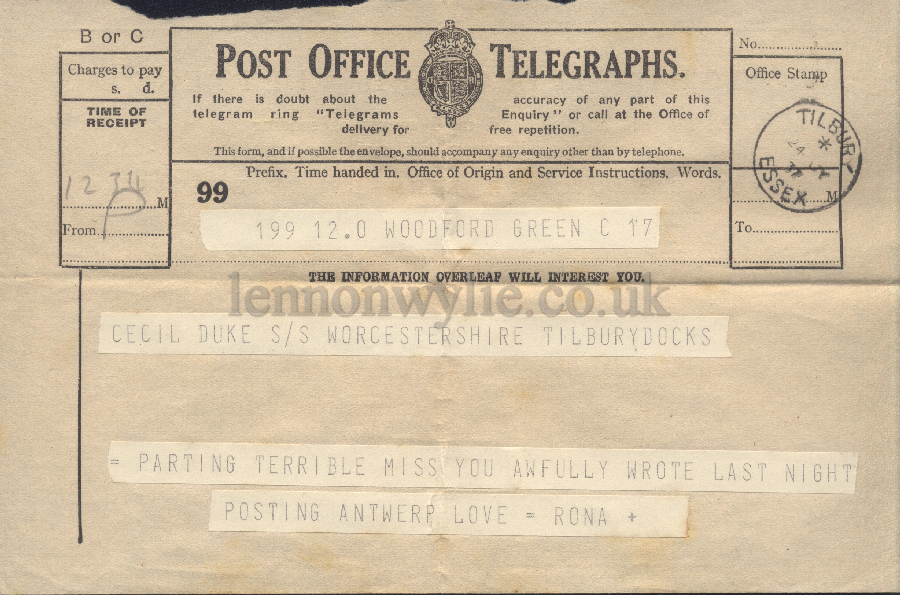 B or C
Charges to pay
s. d.
TIME OF
RECEIPT
12 34
M
From
POST OFFICE TELEGRAPHS.
If there is doubt about the accuracy of any part of this
telegram ring "Telegrams Enquiry" or call at the Office of
delivery for free repetition.
This form, and if possible the envelope, should accompany any enquiry other than by telephone.
Prefix. Time handed in. Office of Origin and Service Instructions. Words.
99
199 12.0 WOODFORD GREEN C 17
No.
Office Stamp
TILBURY
*
24
ESSEX
M
To
THE INFORMATION OVERLEAF WILL INTEREST YOU.
lennonwylie.co.uk
CECIL DUKE S/S WORCESTERSHIRE TILBURYDOCKS
= PARTING TERRIBLE MISS YOU AWFULLY WROTE LAST NIGHT
POSTING ANTWERP LOVE = RONA +